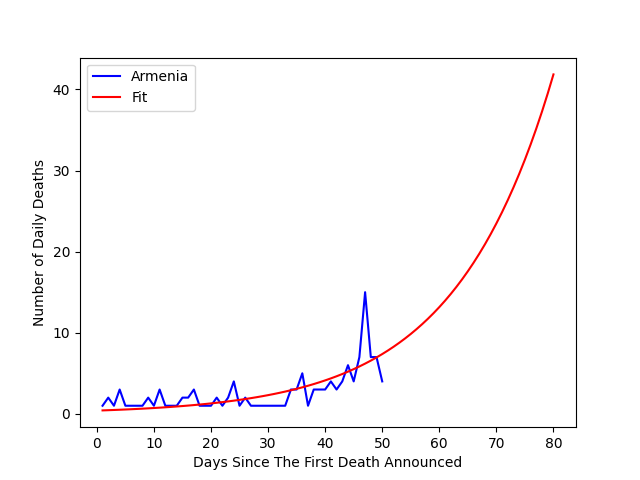 Armenia
Fit
Number of Daily Deaths
40
30
20
10
0
0 10 20 30 40 50 60 70 80
Days Since The First Death Announced